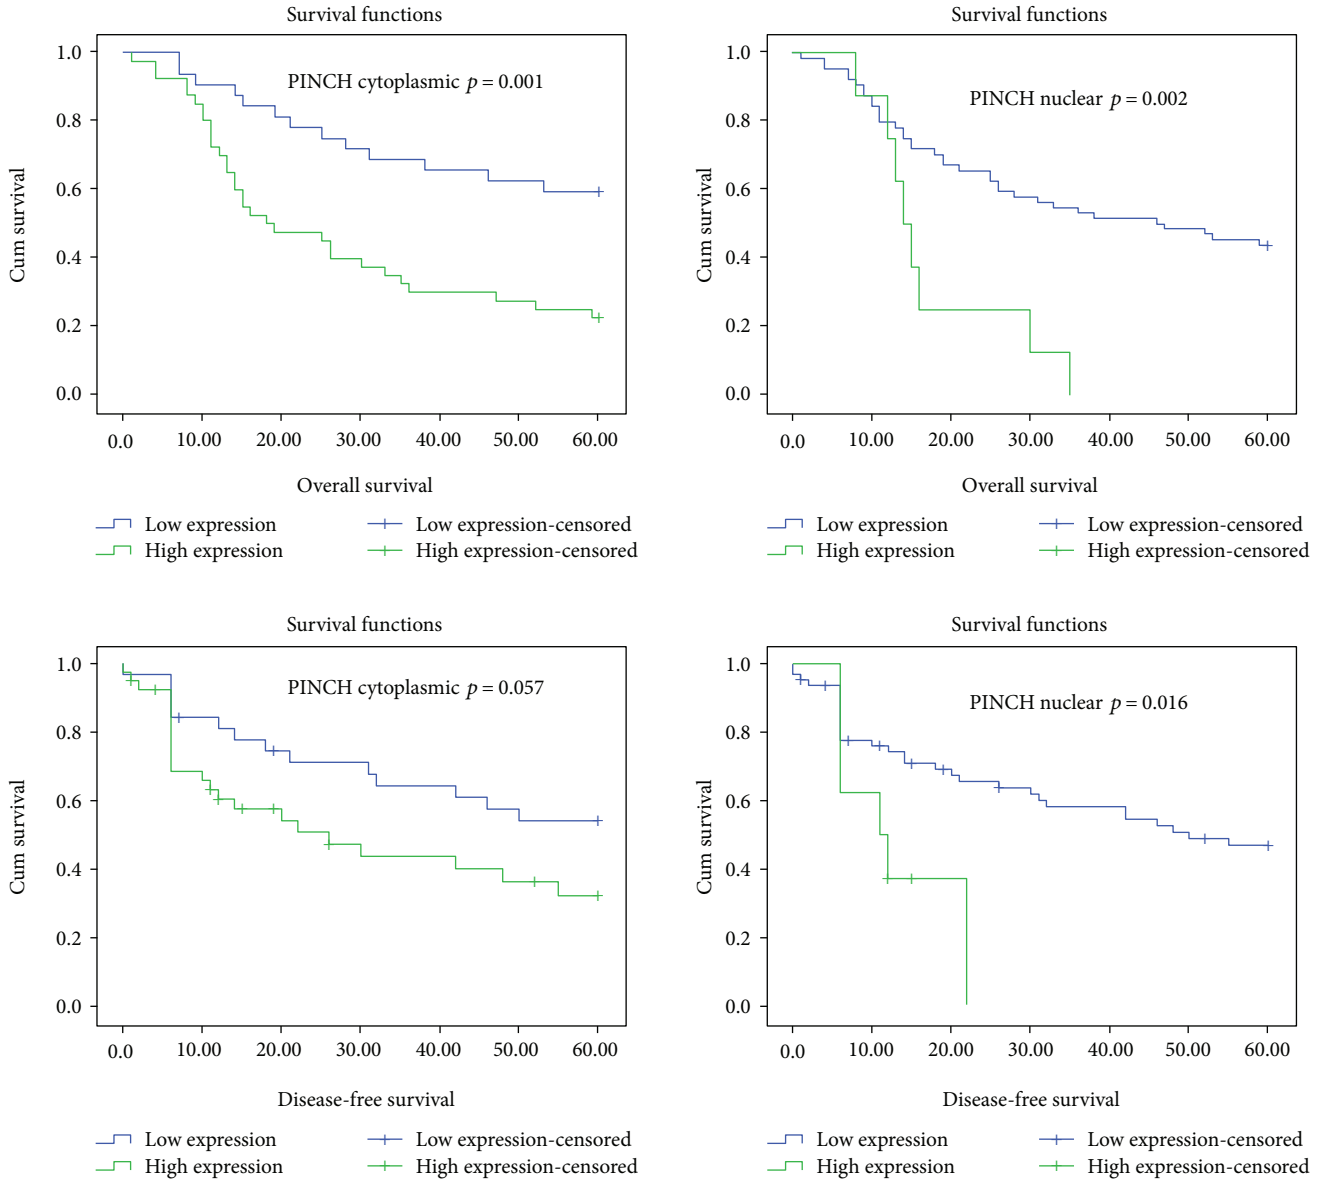 Survival functions
PINCH cytoplasmic p = 0.001
Cum survival
1.0
0.8
0.6
0.4
0.2
0.0
0.0 10.00 20.00 30.00 40.00 50.00 60.00
Overall survival
Low expression
High expression
Low expression-censored
High expression-censored
Survival functions
PINCH nuclear p = 0.002
Cum survival
1.0
0.8
0.6
0.4
0.2
0.0
0.0 10.00 20.00 30.00 40.00 50.00 60.00
Overall survival
Low expression
High expression
Low expression-censored
High expression-censored
Survival functions
PINCH cytoplasmic p = 0.057
Cum survival
1.0
0.8
0.6
0.4
0.2
0.0
0.0 10.00 20.00 30.00 40.00 50.00 60.00
Disease-free survival
Low expression
High expression
Low expression-censored
High expression-censored
Survival functions
PINCH nuclear p = 0.016
Cum survival
1.0
0.8
0.6
0.4
0.2
0.0
0.0 10.00 20.00 30.00 40.00 50.00 60.00
Disease-free survival
Low expression
High expression
Low expression-censored
High expression-censored